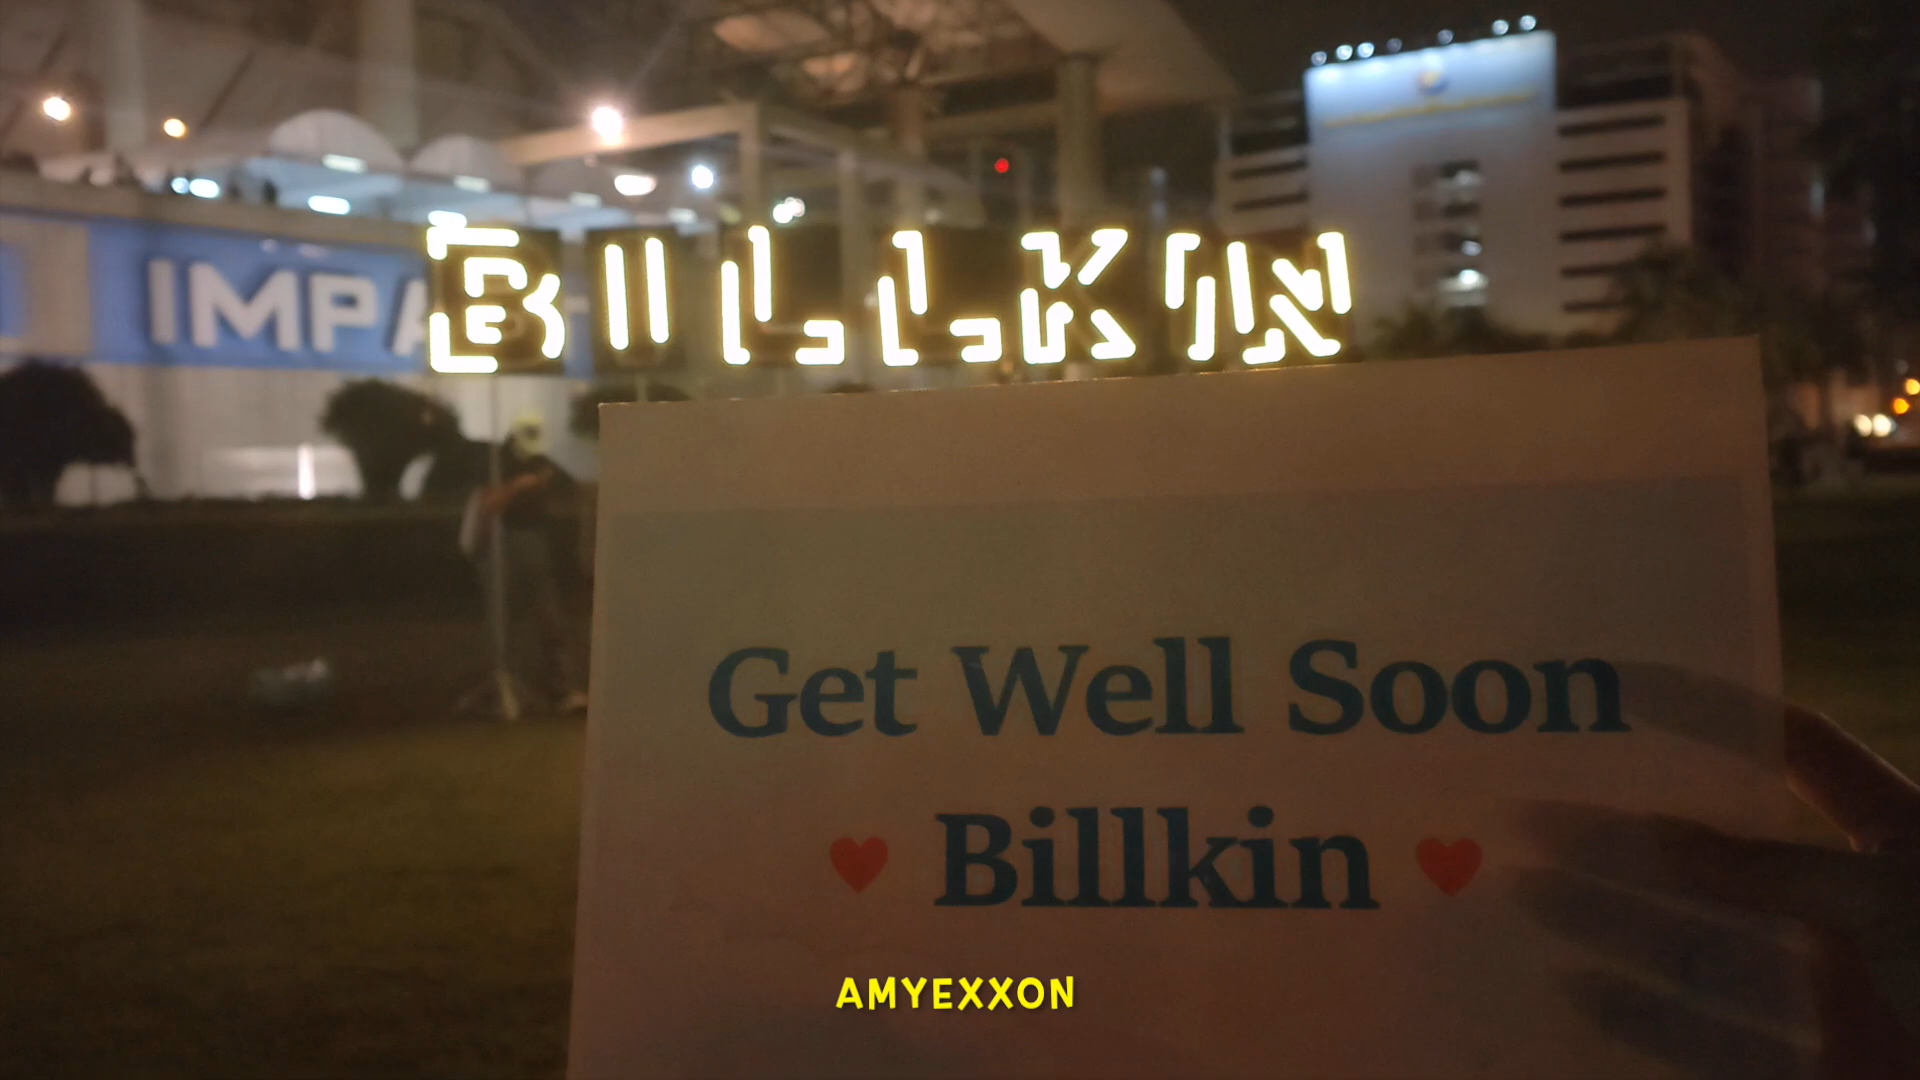 IMPA
BILLKIN
Get Well Soon
♥ Billkin ♥
AMYEXXON